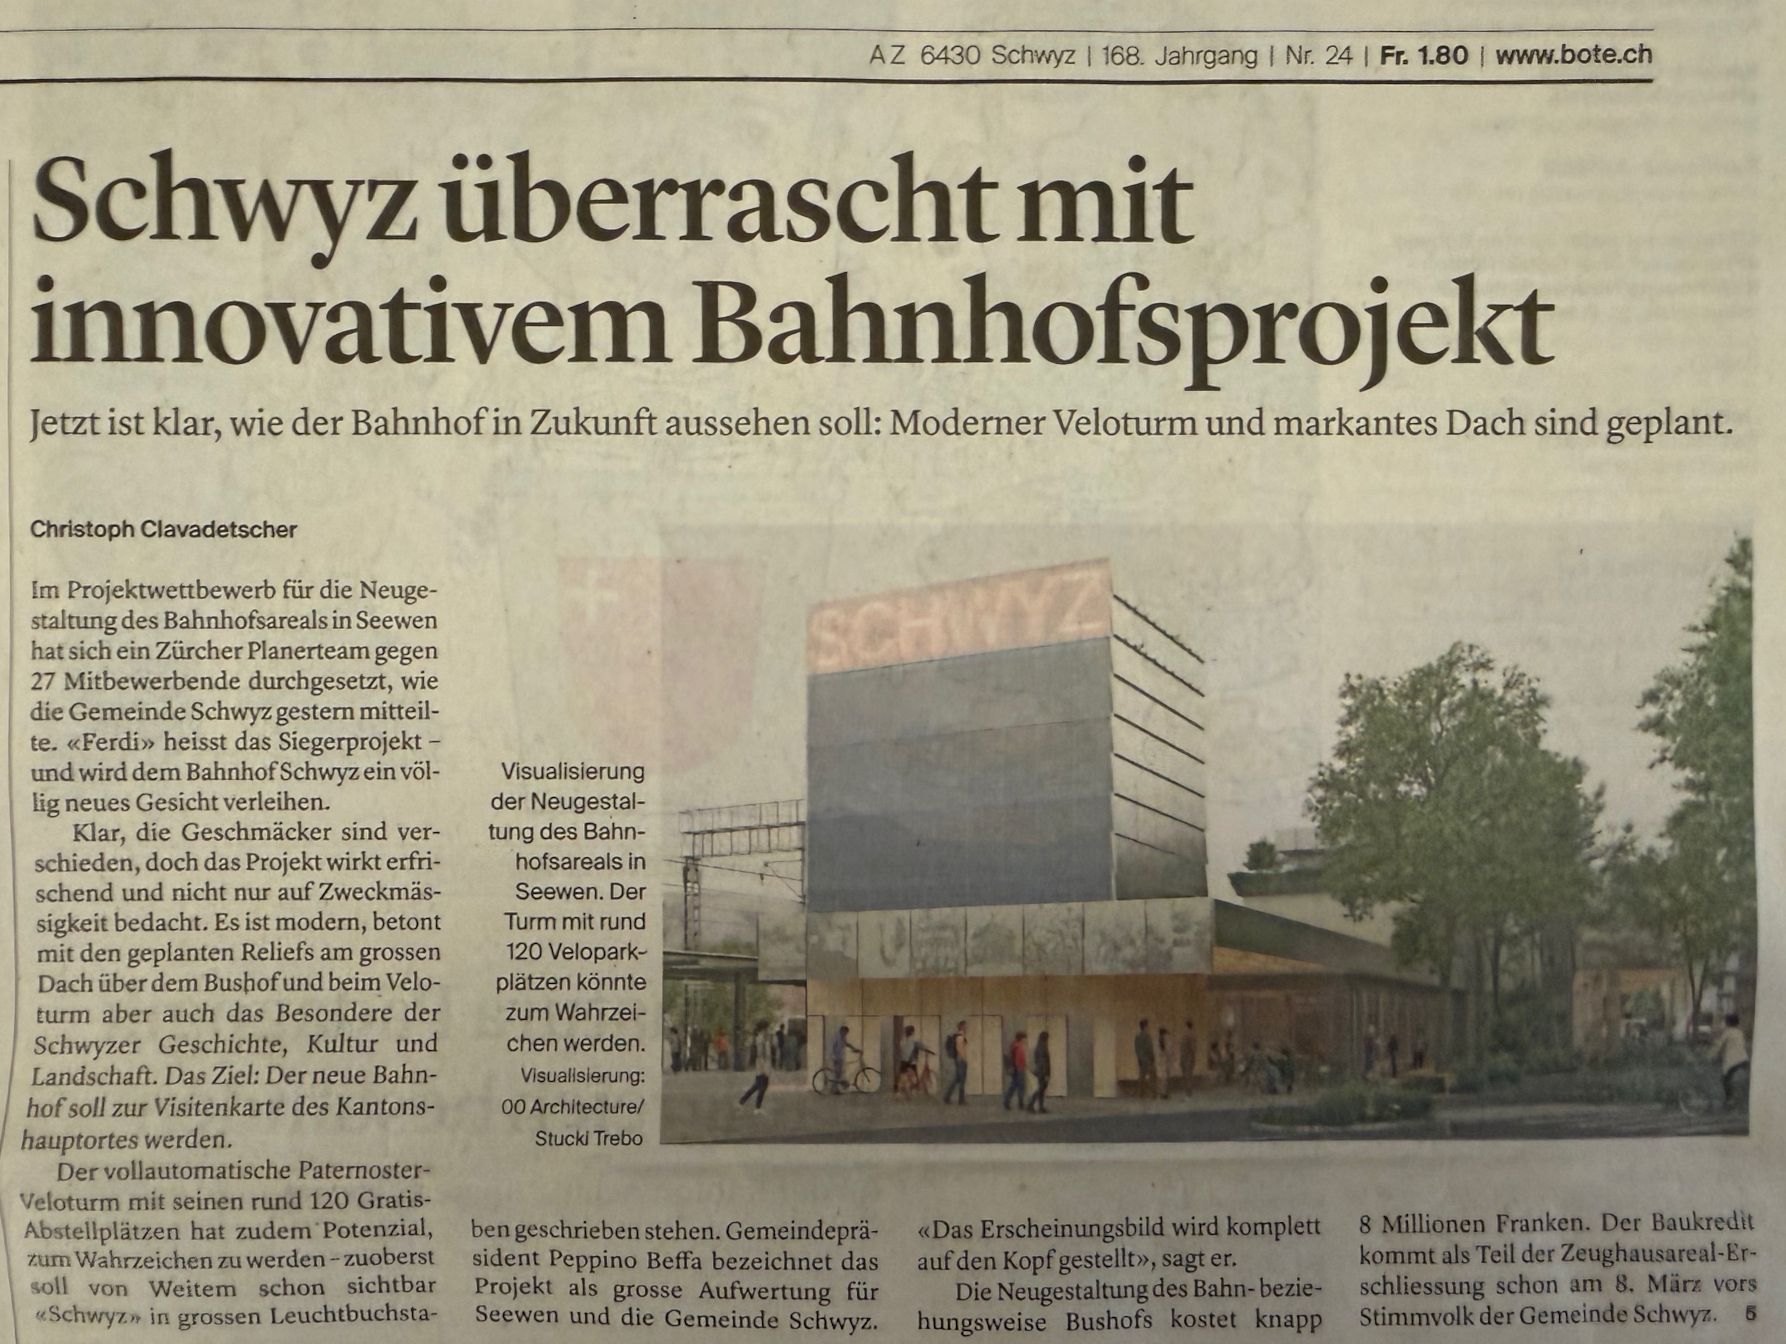 AZ 6430 Schwyz | 168. Jahrgang | Nr. 24 | Fr. 1.80 | www.bote.ch
Schwyz überrascht mit
innovativem Bahnhofsprojekt
Jetzt ist klar, wie der Bahnhof in Zukunft aussehen soll: Moderner Veloturm und markantes Dach sind geplant.
Christoph Clavadetscher
Im Projektwettbewerb für die Neuge-
staltung des Bahnhofsareals in Seewen
hat sich ein Zürcher Planerteam gegen
27 Mitbewerbende durchgesetzt, wie
die Gemeinde Schwyz gestern mitteil-
te. «Ferdi» heisst das Siegerprojekt –
und wird dem Bahnhof Schwyz ein völ-
lig neues Gesicht verleihen.
Klar, die Geschmäcker sind ver-
schieden, doch das Projekt wirkt erfri-
schend und nicht nur auf Zweckmäs-
sigkeit bedacht. Es ist modern, betont
mit den geplanten Reliefs am grossen
Dach über dem Bushof und beim Velo-
turm aber auch das Besondere der
Schwyzer Geschichte, Kultur und
Landschaft. Das Ziel: Der neue Bahn-
hof soll zur Visitenkarte des Kantons-
hauptortes werden.
Der vollautomatische Paternoster-
Veloturm mit seinen rund 120 Gratis-
Abstellplätzen hat zudem Potenzial,
zum Wahrzeichen zu werden – zuoberst
soll von Weitem schon sichtbar
«Schwyz» in grossen Leuchtbuchsta-
ben geschrieben stehen. Gemeindeprä-
sident Peppino Beffa bezeichnet das
Projekt als grosse Aufwertung für
Seewen und die Gemeinde Schwyz.
«Das Erscheinungsbild wird komplett
auf den Kopf gestellt», sagt er.
Die Neugestaltung des Bahn- bezie-
hungsweise Bushofs kostet knapp
8 Millionen Franken. Der Baukredit
kommt als Teil der Zeughausareal-Er-
schliessung schon am 8. März vors
Stimmvolk der Gemeinde Schwyz. 5
Visualisierung
der Neugestal-
tung des Bahn-
hofsareals in
Seewen. Der
Turm mit rund
120 Velopark-
plätzen könnte
zum Wahrzei-
chen werden.
Visualisierung:
00 Architecture/
Stucki Trebo
SCHWYZ